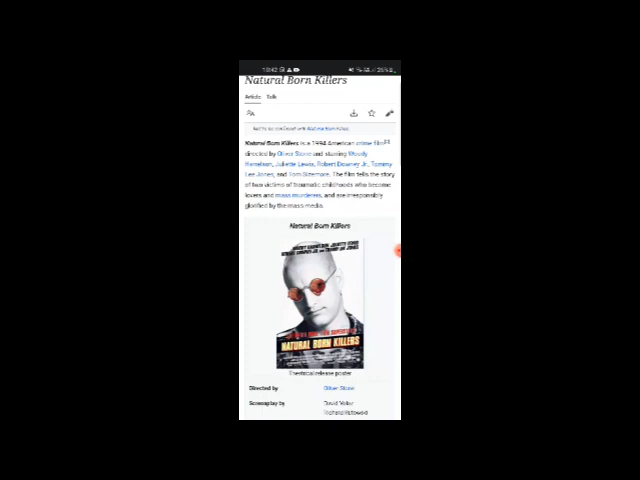 Natural Born Killers
Article Talk
Natural Born Killers is a 1994 American crime film[1]
directed by Oliver Stone and starring Woody
Harrelson, Juliette Lewis, Robert Downey Jr., Tommy
Lee Jones, and Tom Sizemore. The film tells the story
of two victims of traumatic childhoods who become
lovers and mass murderers, and are irresponsibly
glorified by the mass media.
Natural Born Killers
NATURAL BORN KILLERS
Theatrical release poster
Directed by Oliver Stone
Screenplay by David Veloz